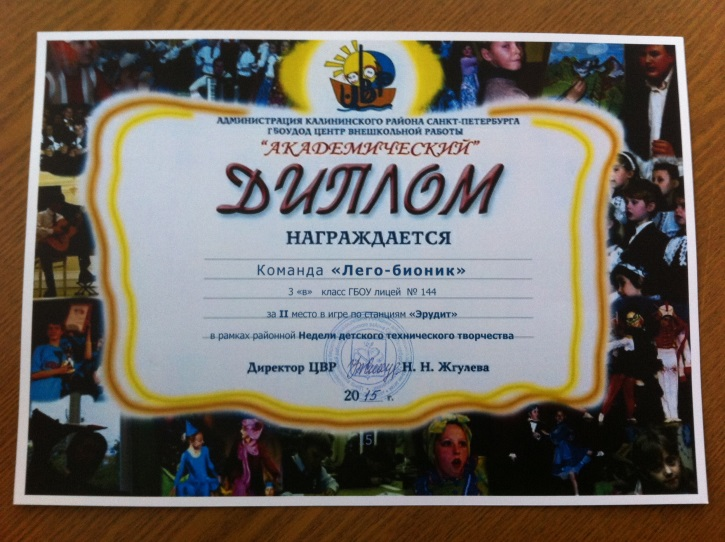 АДМИНИСТРАЦИЯ КАЛИНИНСКОГО РАЙОНА САНКТ-ПЕТЕРБУРГА
ГБОУДОД ЦЕНТР ВНЕШКОЛЬНОЙ РАБОТЫ
"АКАДЕМИЧЕСКИЙ"
ДИПЛОМ
НАГРАЖДАЕТСЯ
Команда «Лего-бионик»
3 «в» класс ГБОУ лицей № 144
за II место в игре по станциям «Эрудит»
в рамках районной Недели детского технического творчества
Директор ЦВР Н. Н. Жгулева
2015 г.
5